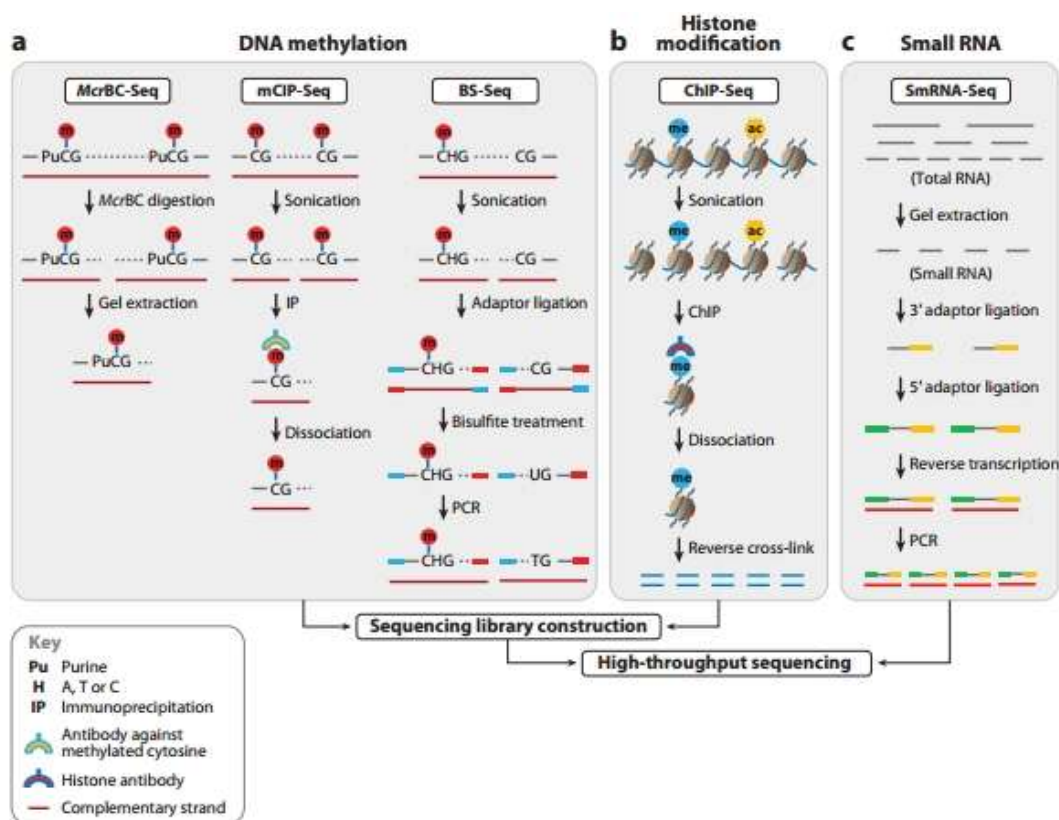 a
DNA methylation
McrBC-Seq
m
m
PuCG ········ PuCG
McrBC digestion
m
m
PuCG ··· ··· PuCG
Gel extraction
m
PuCG ···
mCIP-Seq
m
m
CG ······ CG
Sonication
m
m
CG ··· ··· CG
IP
m
CG ···
Dissociation
m
CG ···
BS-Seq
m
CHG ······ CG
Sonication
m
CHG ··· ··· CG
Adaptor ligation
m
CHG ··· ··· CG
Bisulfite treatment
m
CHG ··· ··· UG
PCR
m
CHG ··· ··· TG
b
Histone
modification
ChIP-Seq
me
ac
Sonication
me
ac
ChIP
me
Dissociation
me
Reverse cross-link
c
Small RNA
SmRNA-Seq
(Total RNA)
Gel extraction
(Small RNA)
3' adaptor ligation
5' adaptor ligation
Reverse transcription
PCR
Sequencing library construction
High-throughput sequencing
Key
Pu Purine
H A, T or C
IP Immunoprecipitation
Antibody against
methylated cytosine
Histone antibody
Complementary strand